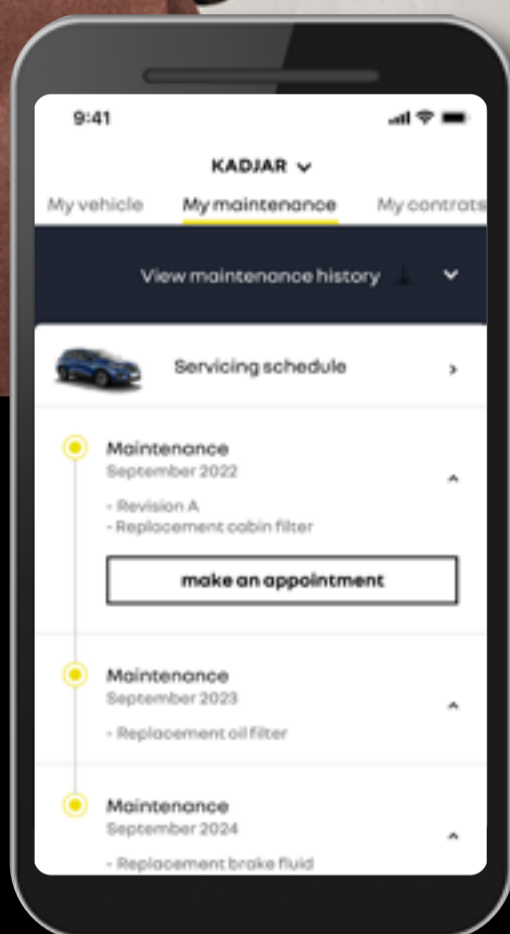 9:41
KADJAR
My vehicle My maintenance My contrats
View maintenance history
Servicing schedule
Maintenance
September 2022
- Revision A
- Replacement cabin filter
make an appointment
Maintenance
September 2023
- Replacement oil filter
Maintenance
September 2024
- Replacement brake fluid